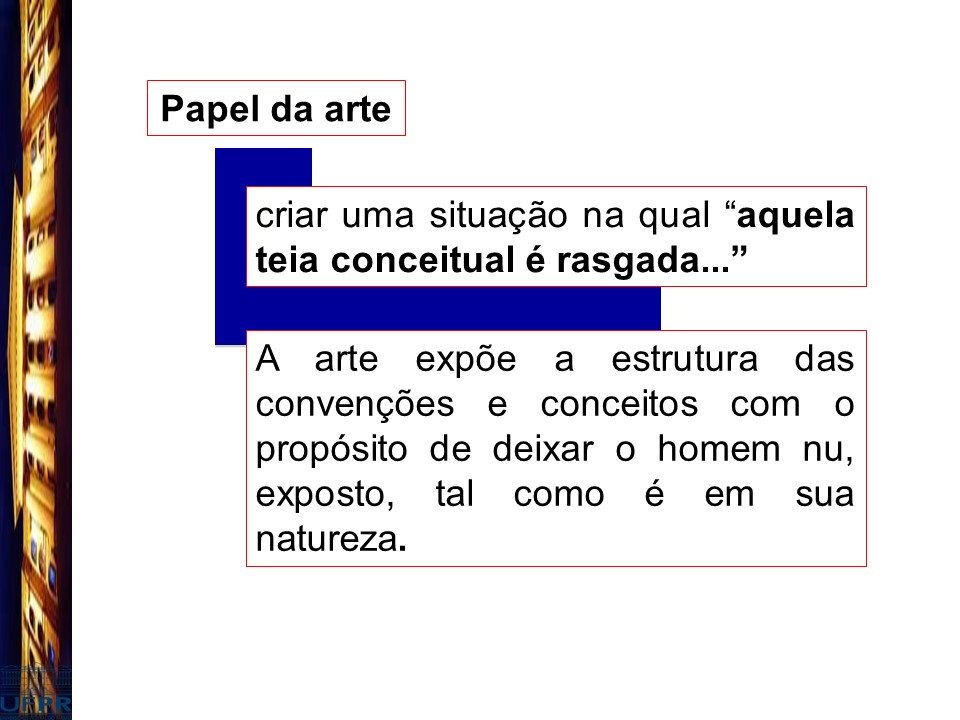 Papel da arte
criar uma situação na qual “aquela
teia conceitual é rasgada...”
A arte expõe a estrutura das
convenções e conceitos com o
propósito de deixar o homem nu,
exposto, tal como é em sua
natureza.
UFPR